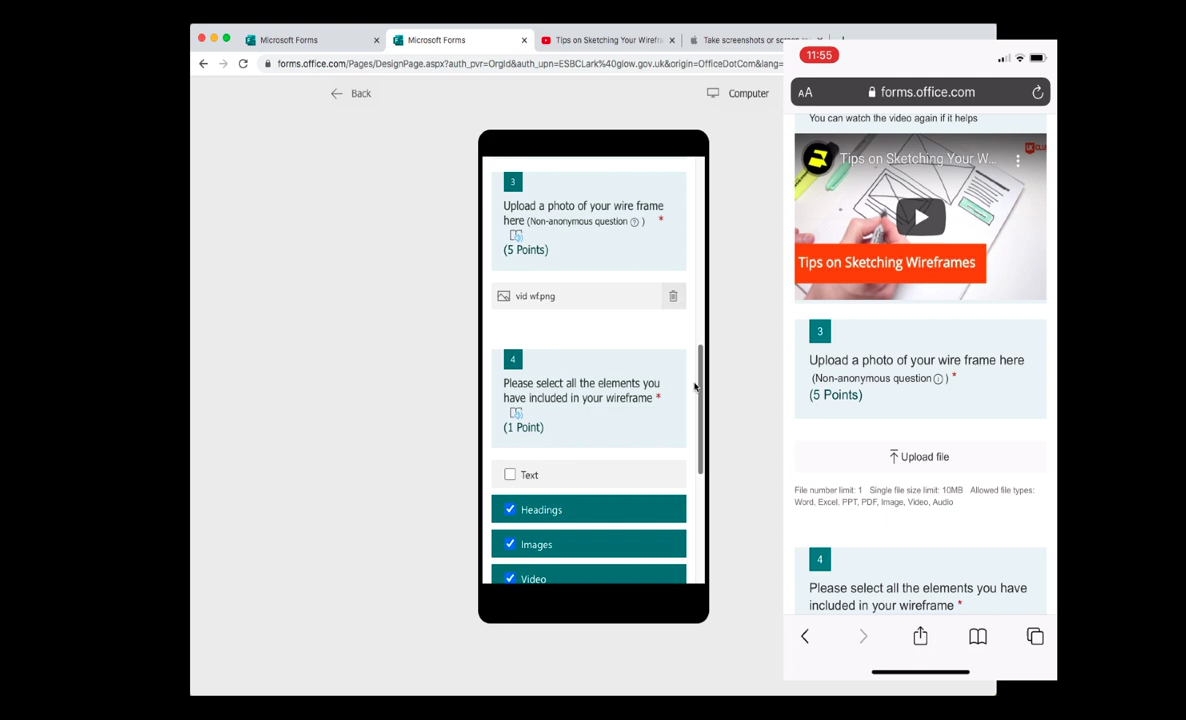 Microsoft Forms
Microsoft Forms
Tips on Sketching Your Wirefra
Take screenshots or screen
forms.office.com/Pages/DesignPage.aspx?auth_pvr=OrgId&auth_upn=ESBCLark%40glow.gov.uk&origin=OfficeDotCom&lang=
Back
Computer
3
Upload a photo of your wire frame
here (Non-anonymous question ? ) *
(5 Points)
vid wf.png
4
Please select all the elements you
have included in your wireframe *
(1 Point)
Text
Headings
Images
Video
11:55
AA forms.office.com
You can watch the video again if it helps
Tips on Sketching Your W...
Tips on Sketching Wireframes
3
Upload a photo of your wire frame here
(Non-anonymous question ) *
(5 Points)
Upload file
File number limit: 1 Single file size limit: 10MB Allowed file types:
Word, Excel, PPT, PDF, Image, Video, Audio
4
Please select all the elements you have
included in your wireframe *